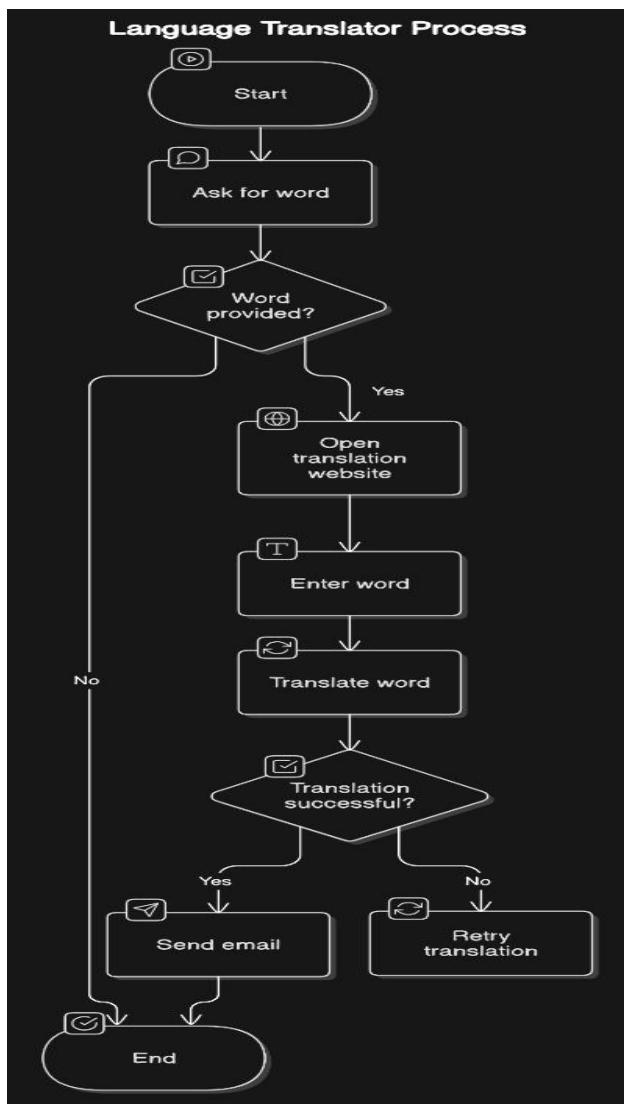 Language Translator Process
Start
Ask for word
Word
provided?
Yes
Open
translation
website
Enter word
No
Translate word
Translation
successful?
Yes
No
Send email
Retry
translation
End